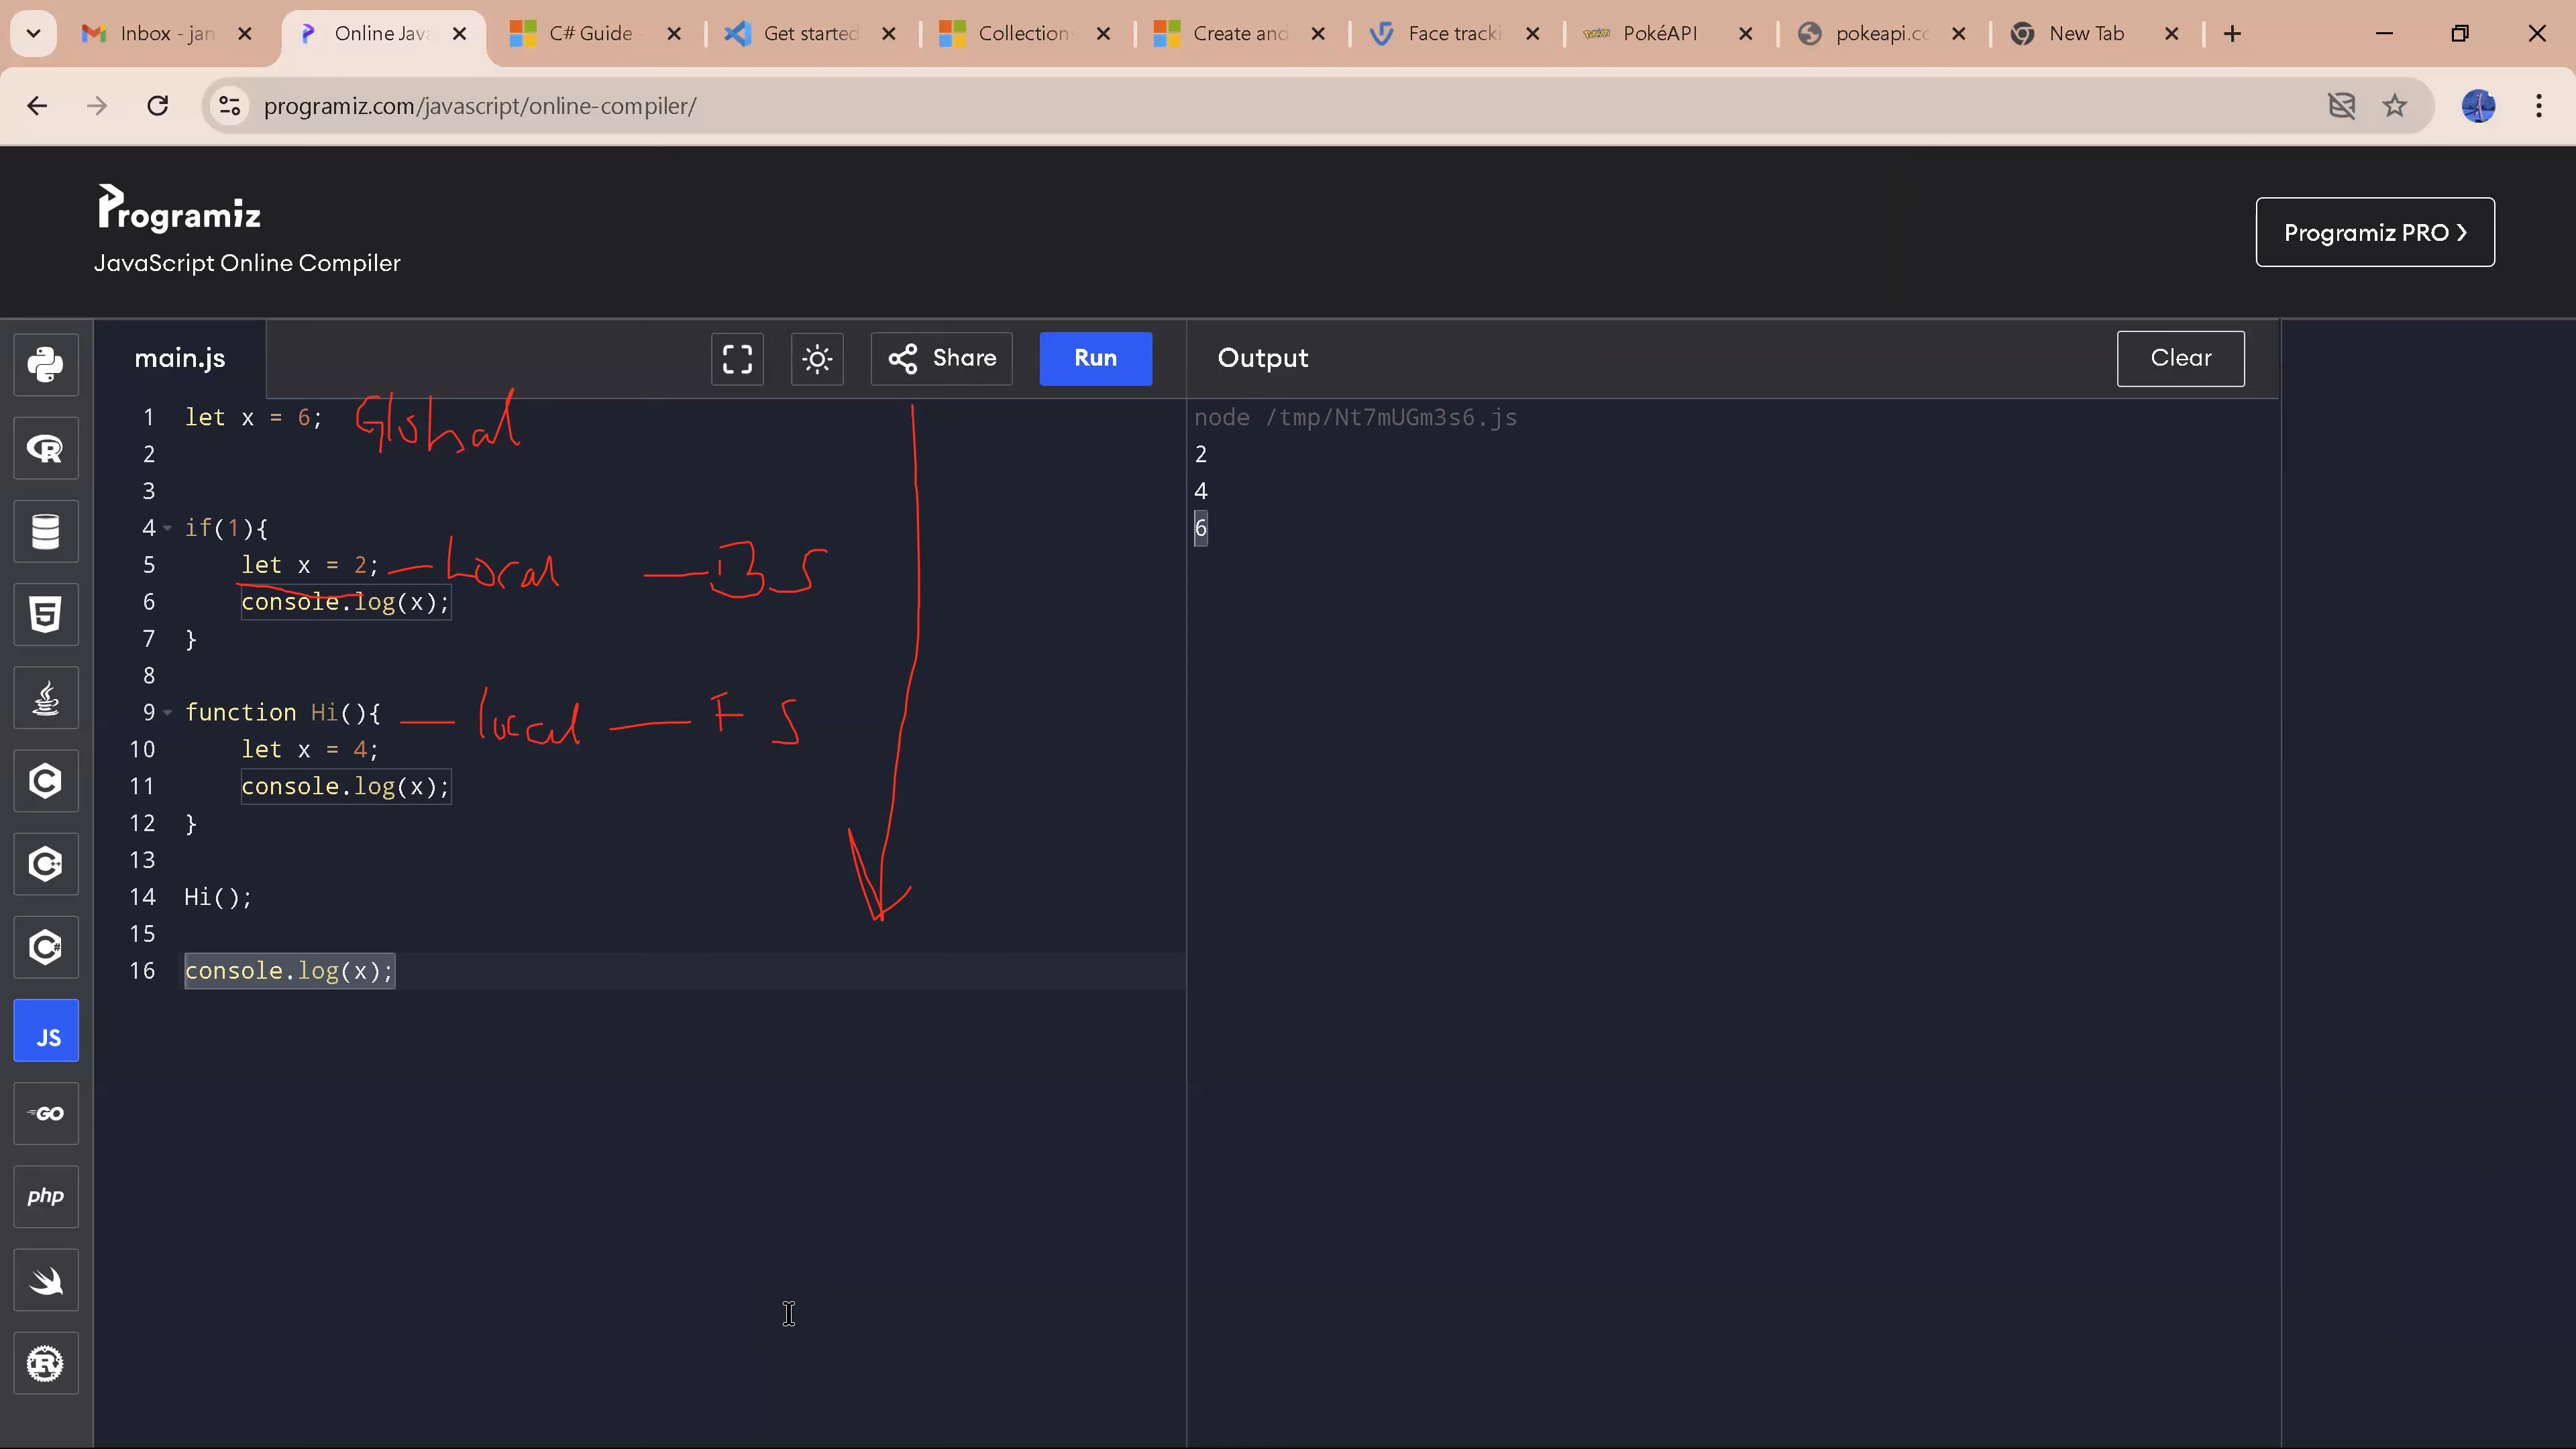 Inbox - jan
Online Java
C# Guide -
Get started
Collections
Create and
Face tracki
PokéAPI
pokeapi.co
New Tab
programiz.com/javascript/online-compiler/
Programiz
JavaScript Online Compiler
Programiz PRO
main.js
Share
Run
Output
Clear
1 let x = 6; Global
2
3
4 if(1){
5 let x = 2; — Local — B S
6 console.log(x);
7 }
8
9 function Hi(){ — local — F S
10 let x = 4;
11 console.log(x);
12 }
13
14 Hi();
15
16 console.log(x);
node /tmp/Nt7mUGm3s6.js
2
4
6
R
5
C
C++
C#
JS
GO
php
R